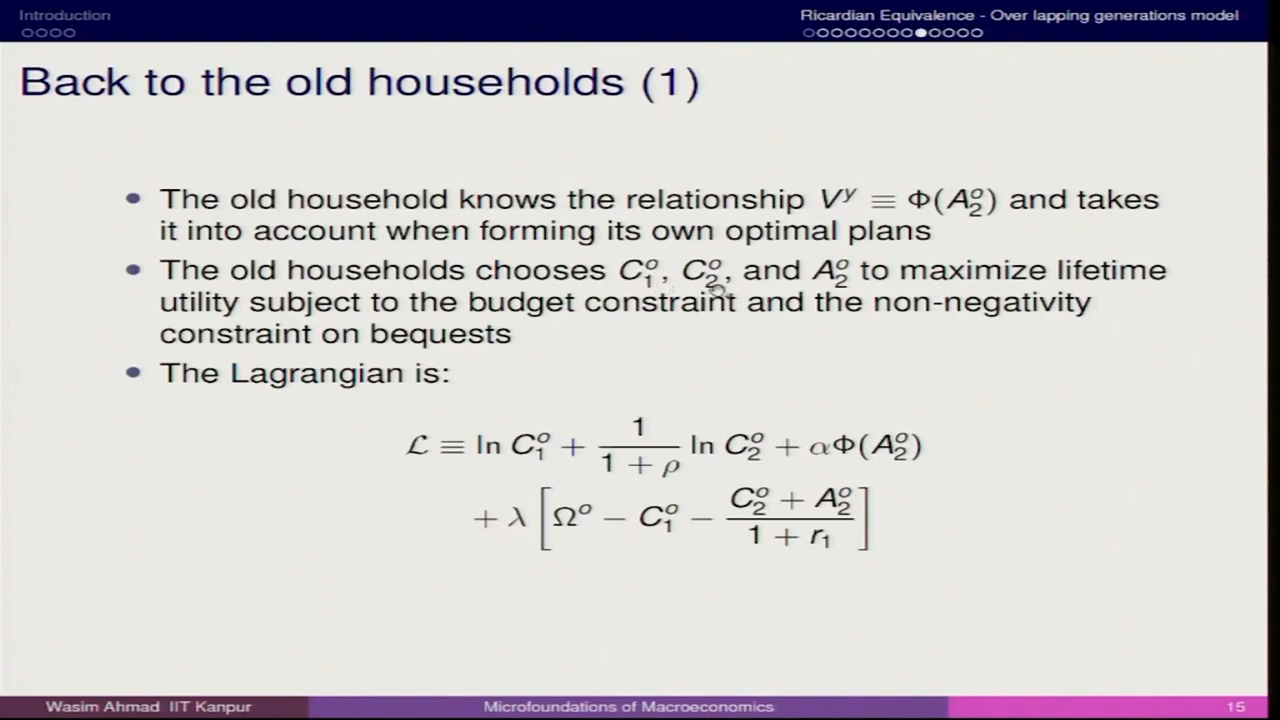 Introduction
Ricardian Equivalence - Over lapping generations model
Back to the old households (1)
The old household knows the relationship V^y ≡ Φ(A_2^o) and takes
it into account when forming its own optimal plans
The old households chooses C_1^o, C_2^o, and A_2^o to maximize lifetime
utility subject to the budget constraint and the non-negativity
constraint on bequests
The Lagrangian is:
ℒ ≡ ln C_1^o + \frac{1}{1 + ρ} ln C_2^o + αΦ(A_2^o)
+ λ [Ω^o − C_1^o − \frac{C_2^o + A_2^o}{1 + r_1}]
Wasim Ahmad IIT Kanpur
Microfoundations of Macroeconomics
15